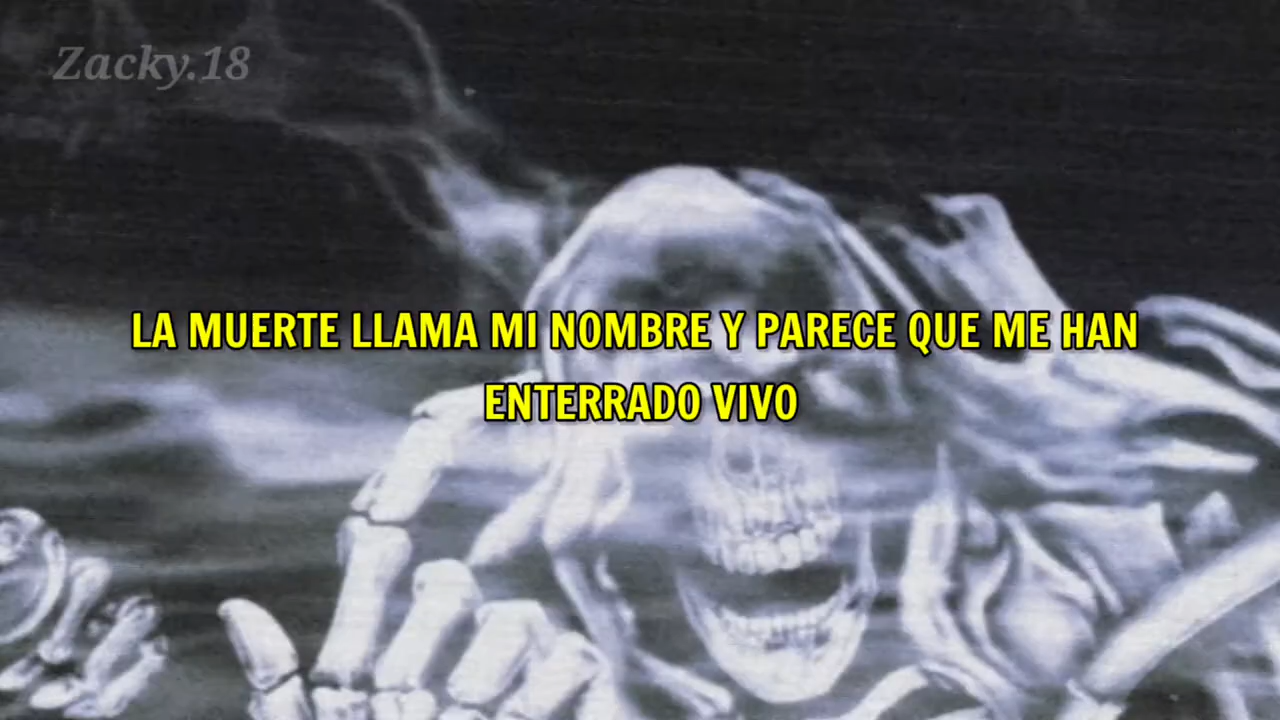 Zacky.18
LA MUERTE LLAMA MI NOMBRE Y PARECE QUE ME HAN
ENTERRADO VIVO